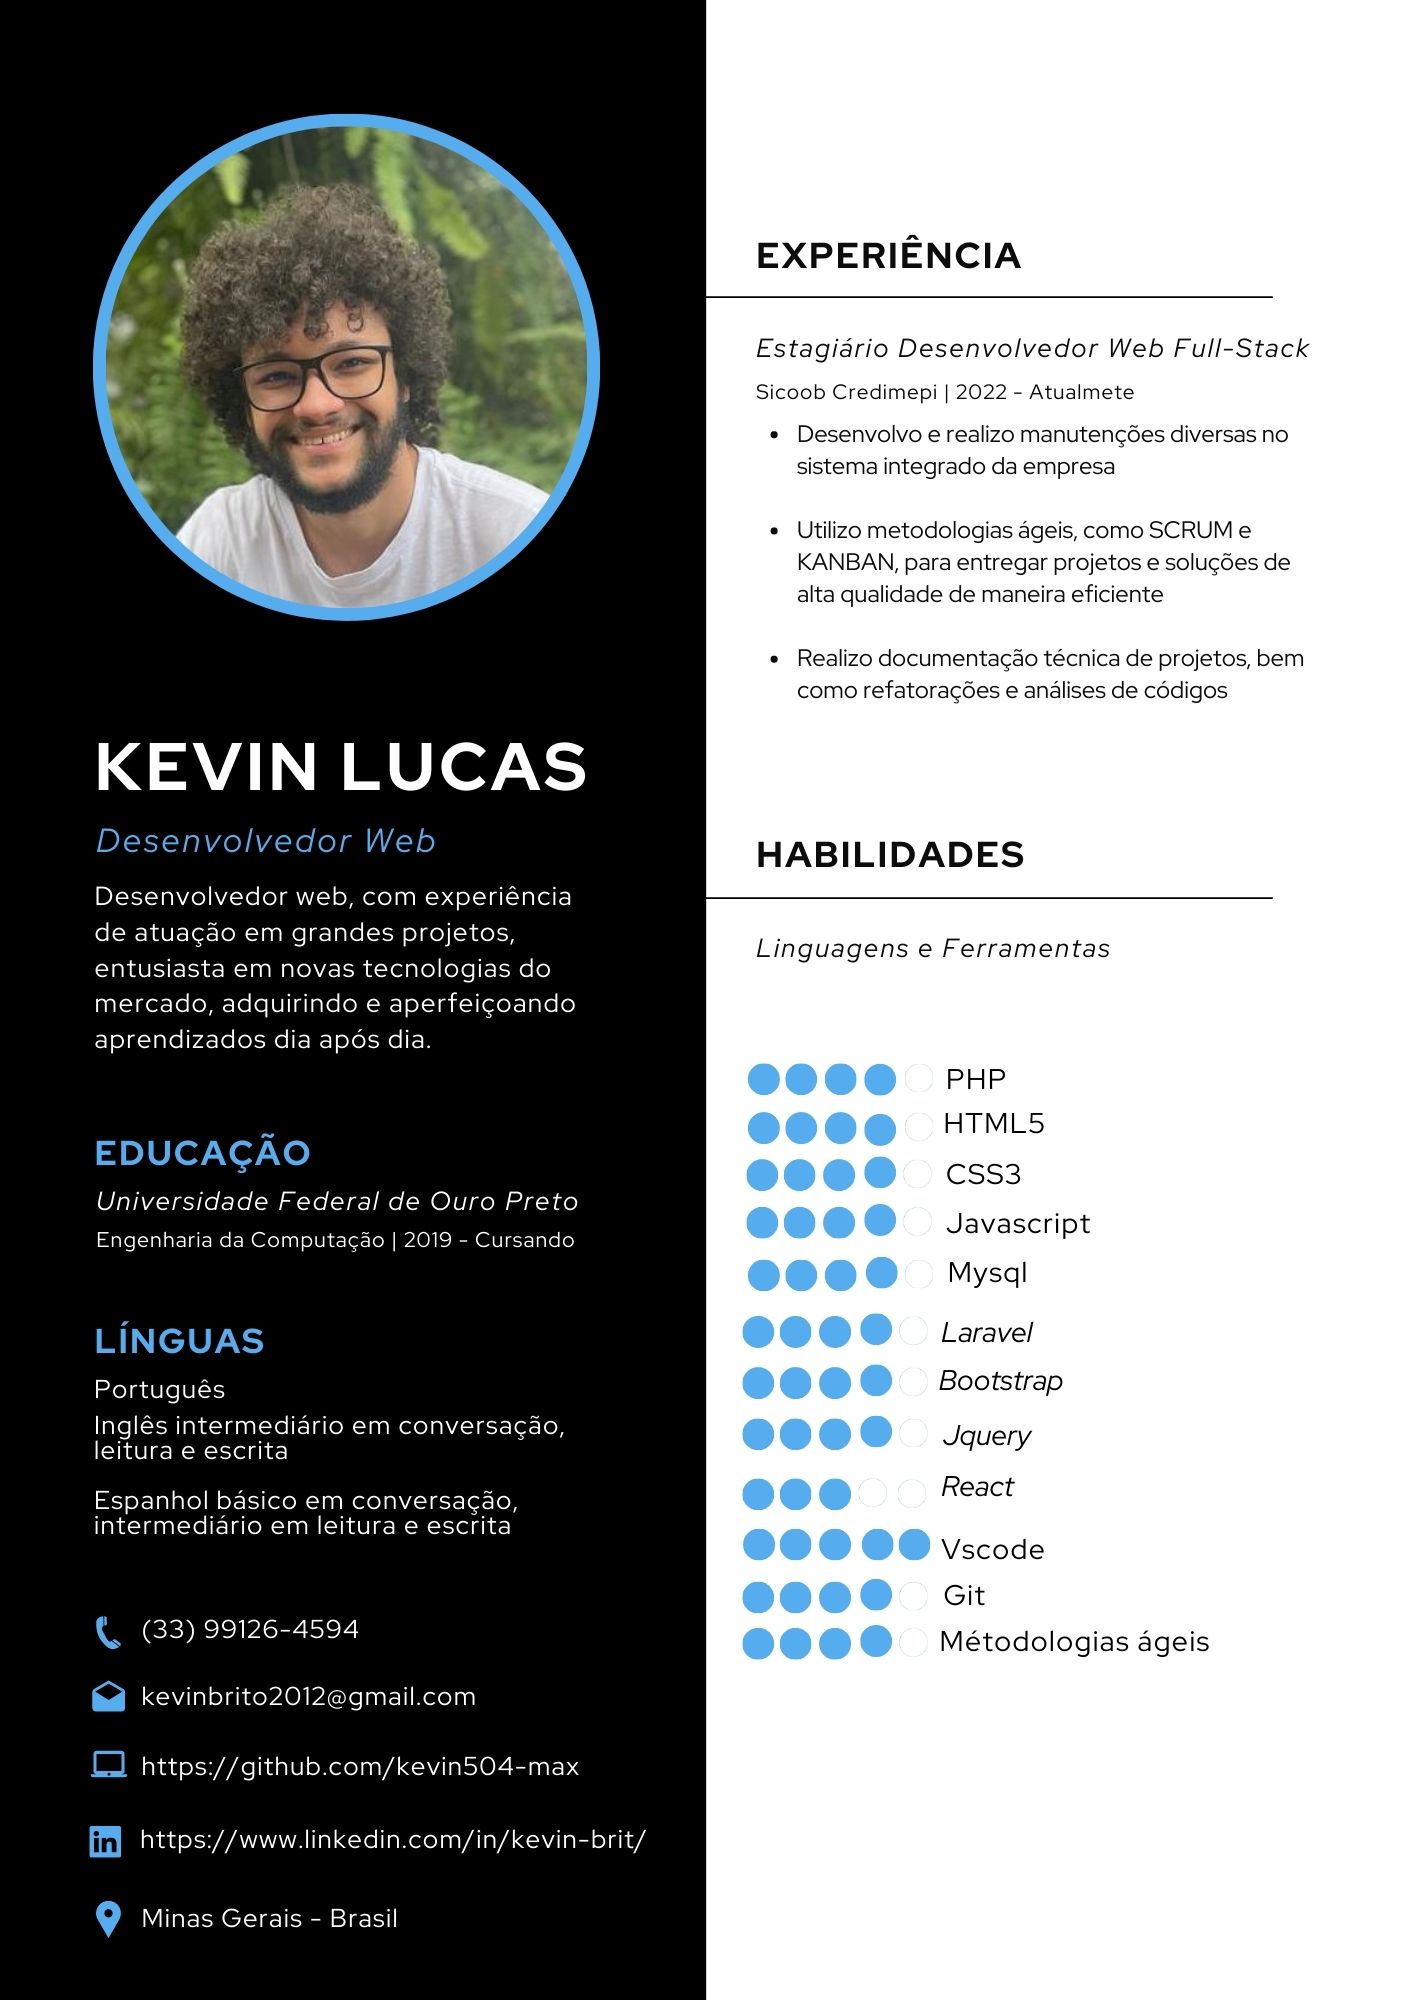 KEVIN LUCAS
Desenvolvedor Web
Desenvolvedor web, com experiência
de atuação em grandes projetos,
entusiasta em novas tecnologias do
mercado, adquirindo e aperfeiçoando
aprendizados dia após dia.
EDUCAÇÃO
Universidade Federal de Ouro Preto
Engenharia da Computação | 2019 - Cursando
LÍNGUAS
Português
Inglês intermediário em conversação,
leitura e escrita
Espanhol básico em conversação,
intermediário em leitura e escrita
(33) 99126-4594
kevinbrito2012@gmail.com
https://github.com/kevin504-max
in https://www.linkedin.com/in/kevin-brit/
Minas Gerais - Brasil
EXPERIÊNCIA
Estagiário Desenvolvedor Web Full-Stack
Sicoob Credimepi | 2022 - Atualmete
• Desenvolvo e realizo manutenções diversas no
sistema integrado da empresa
• Utilizo metodologias ágeis, como SCRUM e
KANBAN, para entregar projetos e soluções de
alta qualidade de maneira eficiente
• Realizo documentação técnica de projetos, bem
como refatorações e análises de códigos
HABILIDADES
Linguagens e Ferramentas
PHP
HTML5
CSS3
Javascript
Mysql
Laravel
Bootstrap
Jquery
React
Vscode
Git
Métodologias ágeis